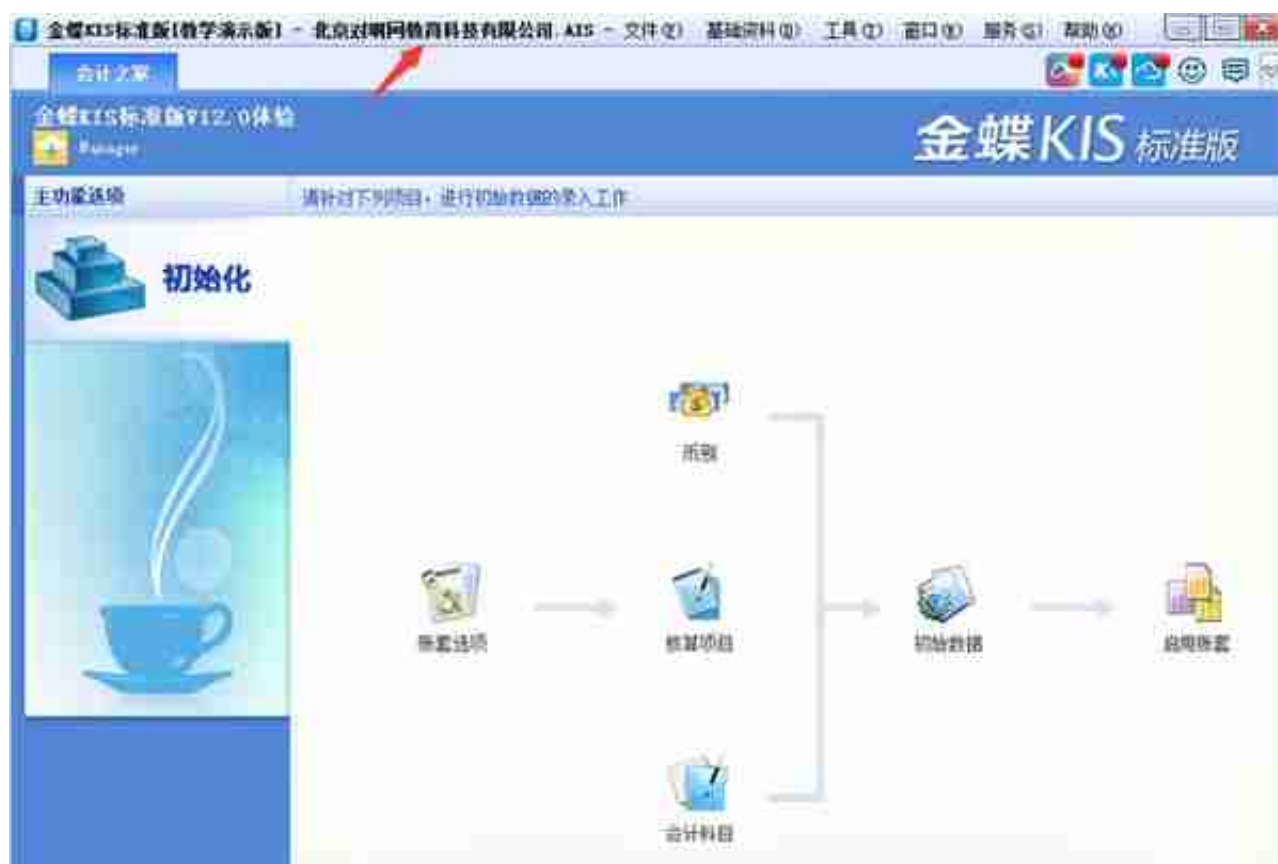 金蝶KIS标准版(教学演示版) - 北京对啊网教育科技有限公司.AIS - 文件(F) 基础资料(B) 工具(T) 窗口(W) 服务(S) 帮助(H)
会计之家
金蝶KIS标准版V12.0体验
Manager
金蝶KIS 标准版
主功能选项
请针对下列项目,进行初始数据的录入工作
初始化
币别
账套选项
核算项目
初始数据
启用账套
会计科目